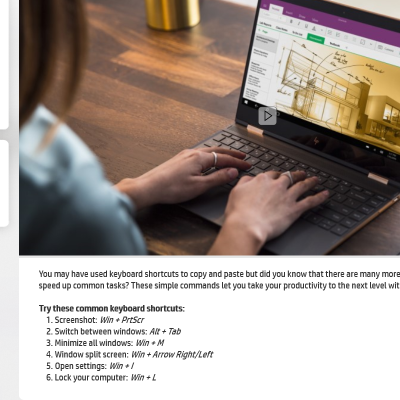 You may have used keyboard shortcuts to copy and paste but did you know that there are many more
speed up common tasks? These simple commands let you take your productivity to the next level wit
Try these common keyboard shortcuts:
1. Screenshot: Win + PrtScr
2. Switch between windows: Alt + Tab
3. Minimize all windows: Win + M
4. Window split screen: Win + Arrow Right/Left
5. Open settings: Win + I
6. Lock your computer: Win + L